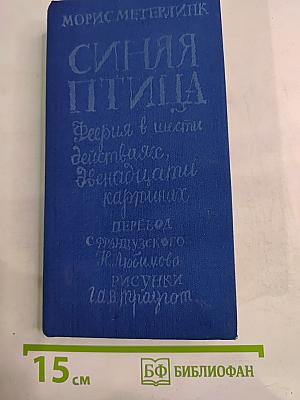 МОРИС МЕТЕРЛИНК
СИНЯЯ
ПТИЦА
Феерия в шести
действиях,
двенадцати
картинах
ПЕРЕВОД
С ФРАНЦУЗСКОГО
Н. Любимова
РИСУНКИ
Г.А.В. Траугот
15 см
БФ БИБЛИОФАН